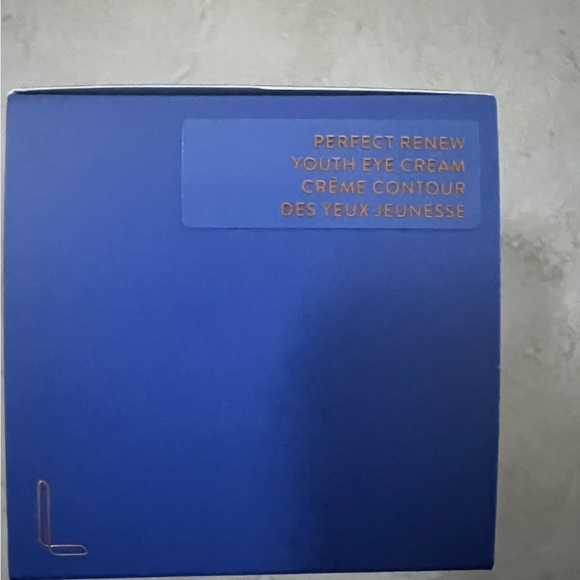 PERFECT RENEW
YOUTH EYE CREAM
CRÈME CONTOUR
DES YEUX JEUNESSE
L